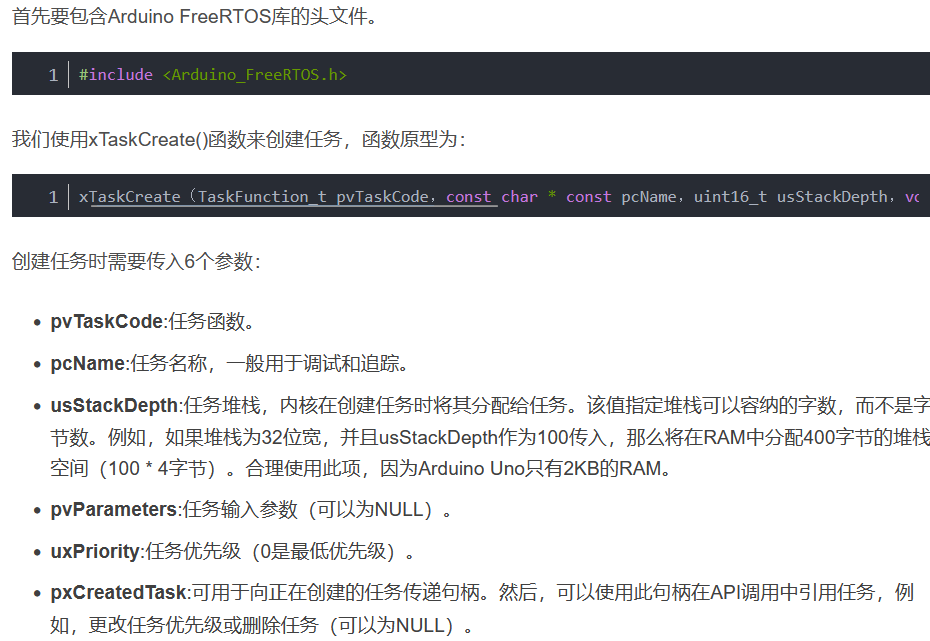 首先要包含Arduino FreeRTOS库的头文件。
1 #include <Arduino_FreeRTOS.h>
我们使用xTaskCreate()函数来创建任务，函数原型为：
1 xTaskCreate（TaskFunction_t pvTaskCode，const char * const pcName，uint16_t usStackDepth，vo
创建任务时需要传入6个参数：
• pvTaskCode:任务函数。
• pcName:任务名称，一般用于调试和追踪。
• usStackDepth:任务堆栈，内核在创建任务时将其分配给任务。该值指定堆栈可以容纳的字数，而不是字
节数。例如，如果堆栈为32位宽，并且usStackDepth作为100传入，那么将在RAM中分配400字节的堆栈
空间（100 * 4字节）。合理使用此项，因为Arduino Uno只有2KB的RAM。
• pvParameters:任务输入参数（可以为NULL）。
• uxPriority:任务优先级（0是最低优先级）。
• pxCreatedTask:可用于向正在创建的任务传递句柄。然后，可以使用此句柄在API调用中引用任务，例
如，更改任务优先级或删除任务（可以为NULL）。